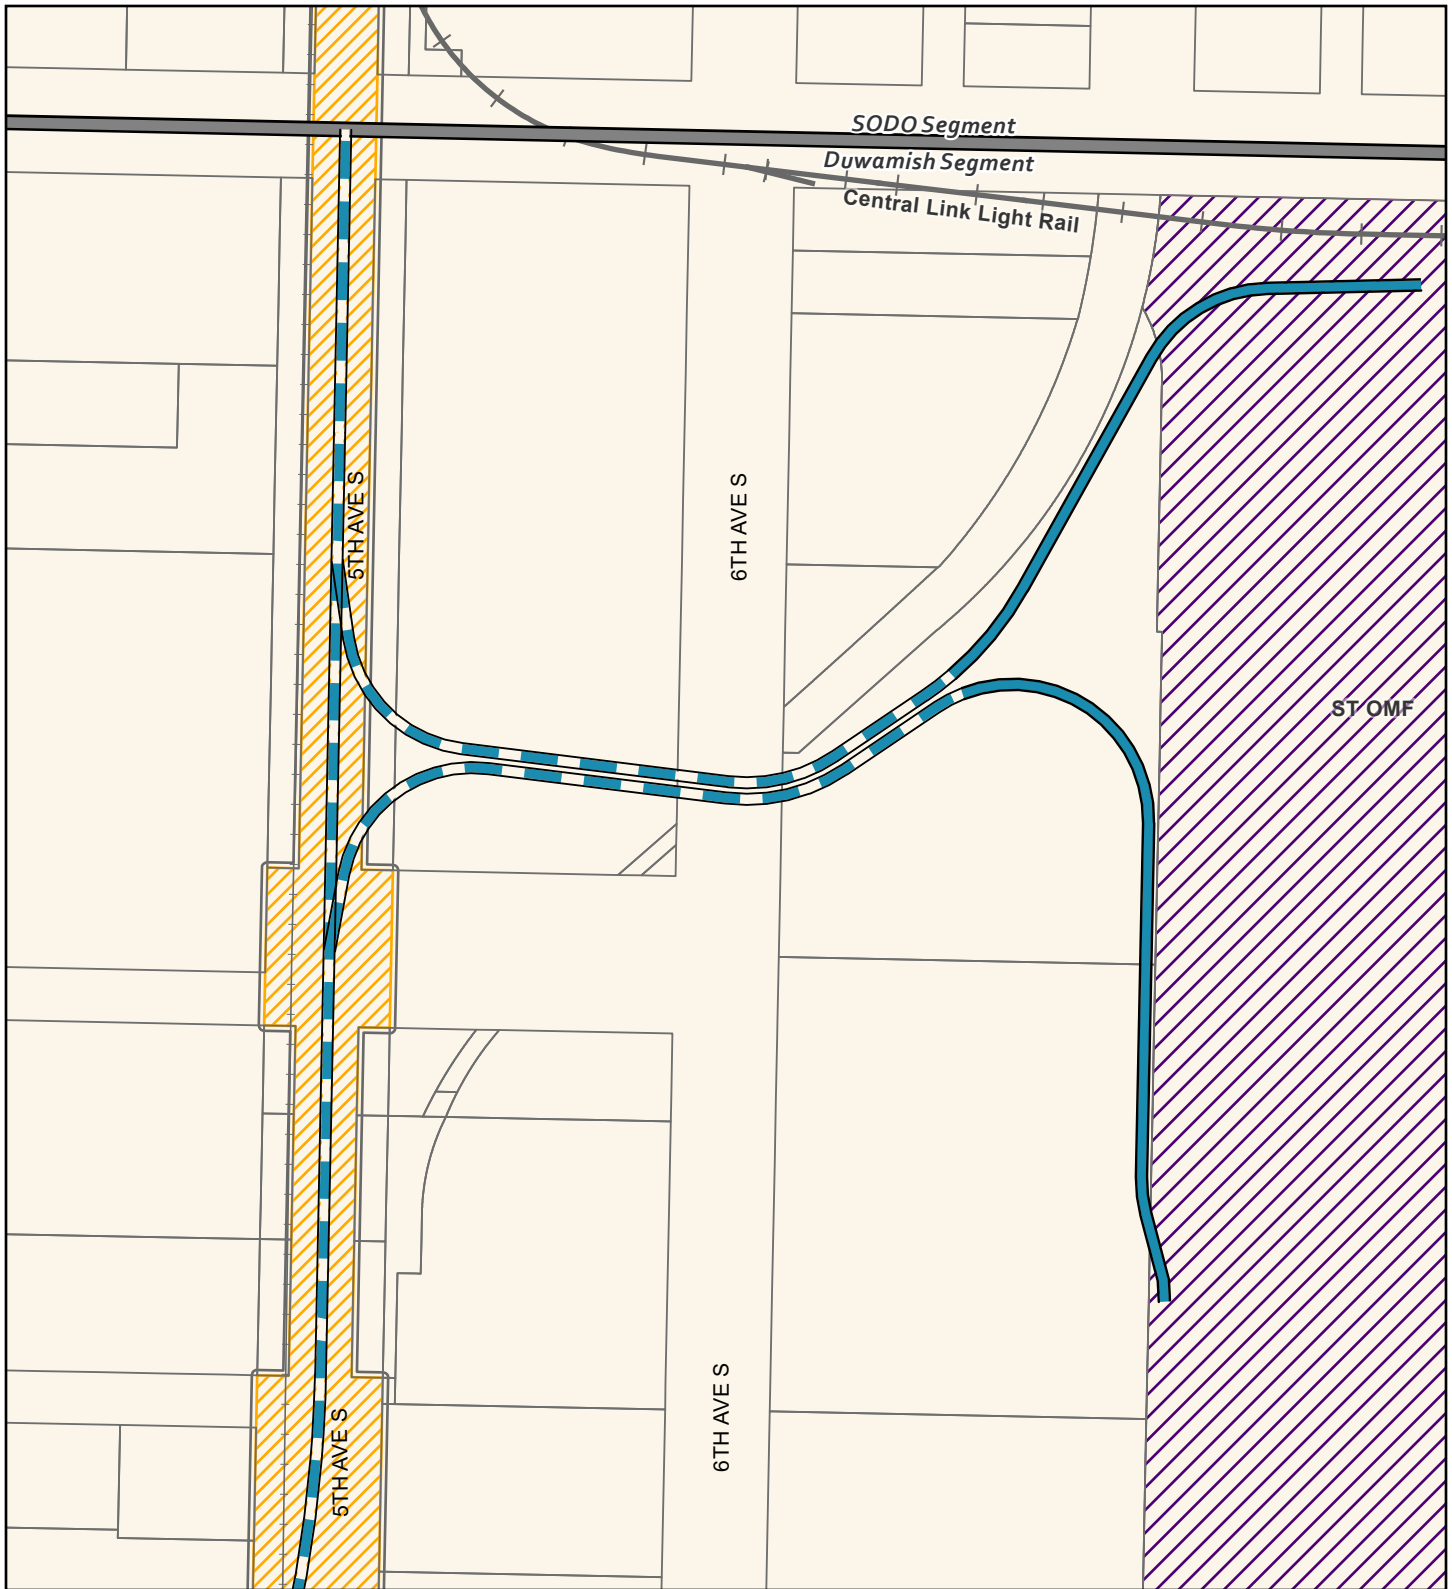 SODO Segment
Duwamish Segment
Central Link Light Rail
5TH AVE S
6TH AVE S
ST OMF
6TH AVE S
5TH AVE S